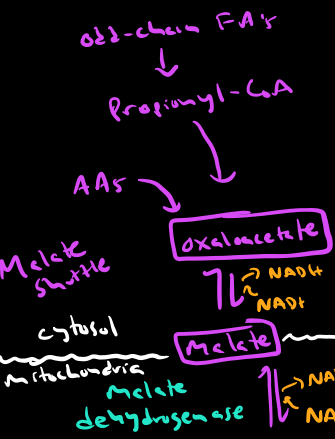 odd-chain FA's
Propionyl-CoA
AAs
oxaloacetate
Malate
shuttle
NADH
NAD+
cytosol
Malate
mitochondria
malate
dehydrogenase